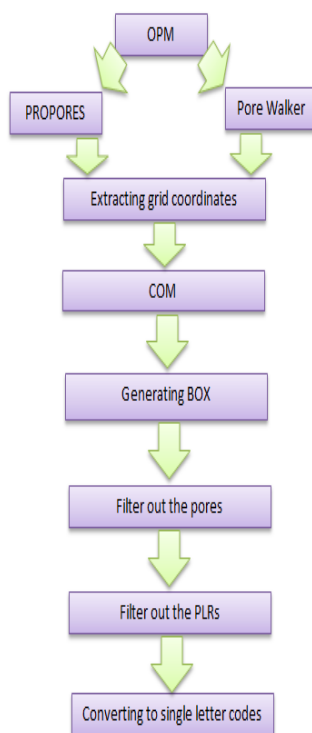 OPM
PROPORES
Pore Walker
Extracting grid coordinates
COM
Generating BOX
Filter out the pores
Filter out the PLRs
Converting to single letter codes